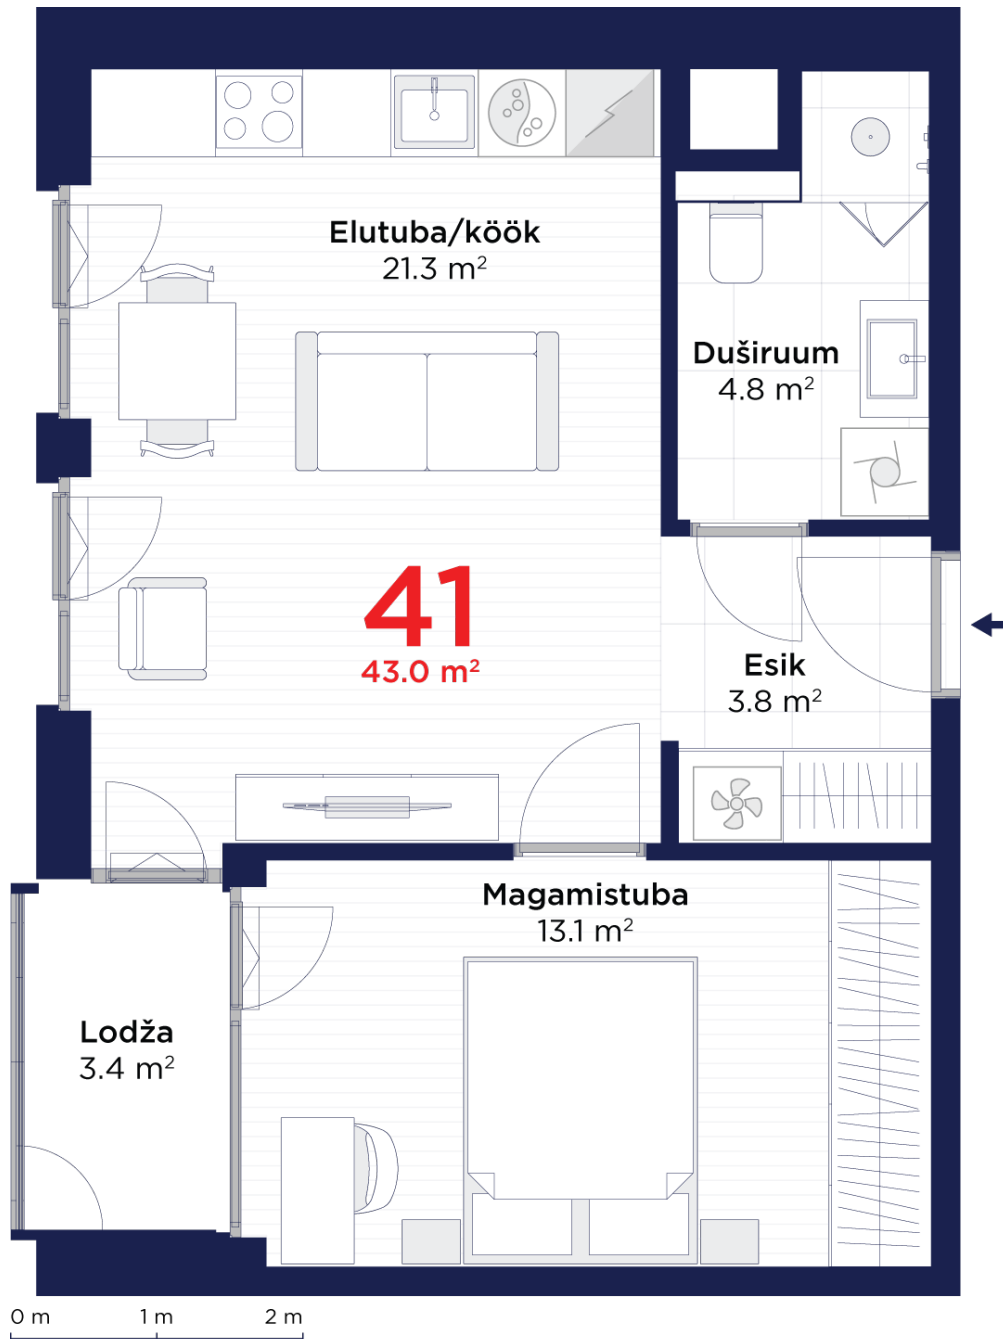 Elutuba/köök
21.3 m²
Duširuum
4.8 m²
41
43.0 m²
Esik
3.8 m²
Magamistuba
13.1 m²
Lodža
3.4 m²
0 m 1 m 2 m